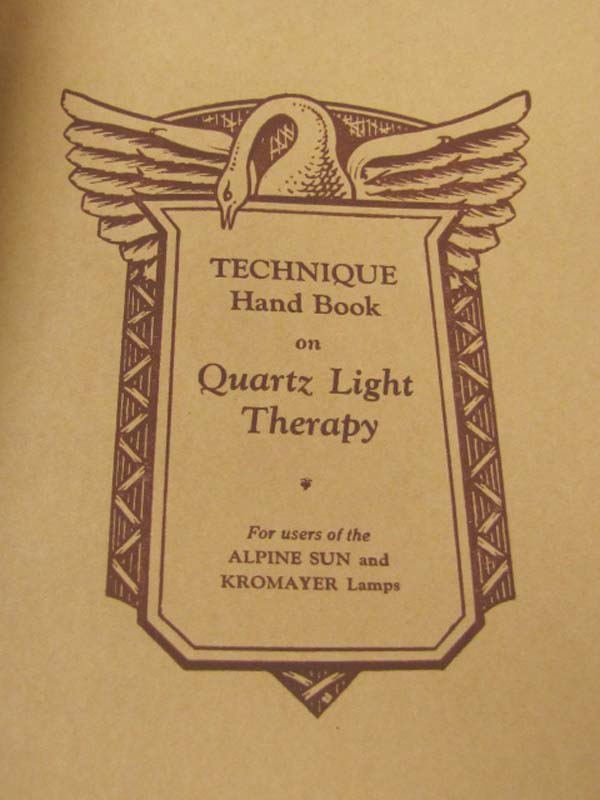 TECHNIQUE
Hand Book
on
Quartz Light
Therapy
For users of the
ALPINE SUN and
KROMAYER Lamps